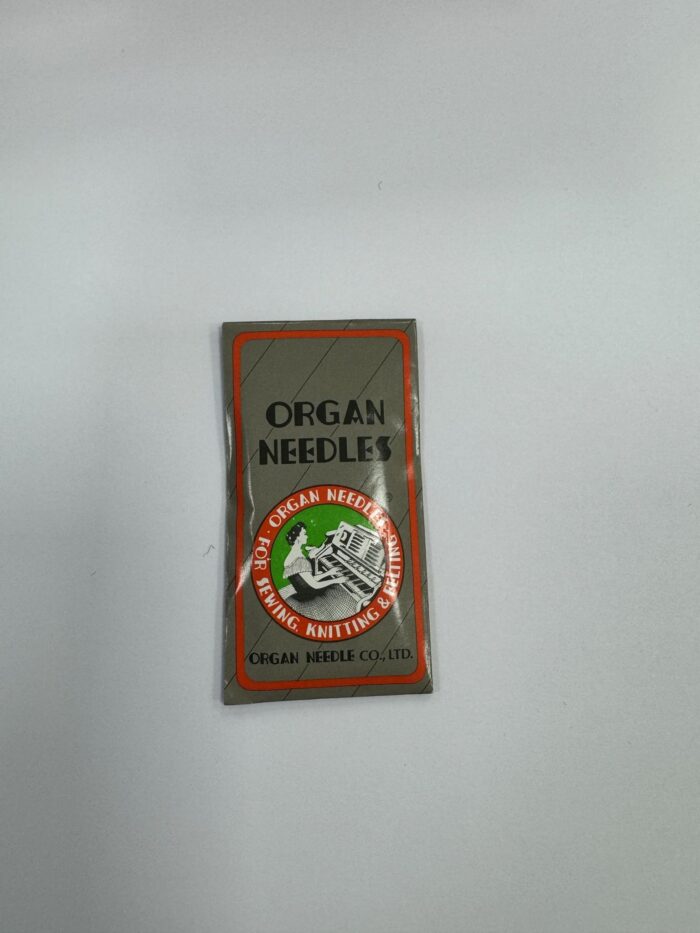 ORGAN
NEEDLES
ORGAN NEEDLES
FOR SEWING, KNITTING & FELTING
ORGAN NEEDLE CO., LTD.